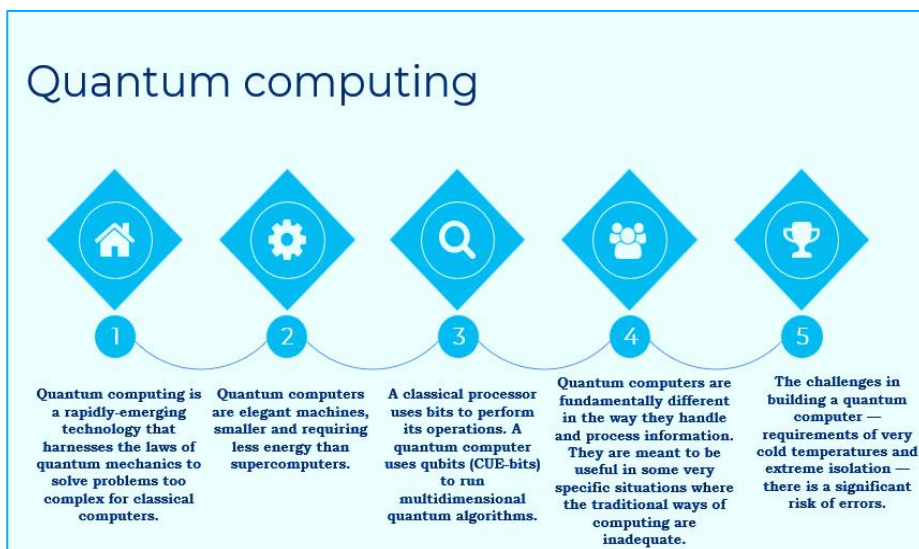 Quantum computing
1
Quantum computing is
a rapidly-emerging
technology that
harnesses the laws of
quantum mechanics to
solve problems too
complex for classical
computers.
2
Quantum computers
are elegant machines,
smaller and requiring
less energy than
supercomputers.
3
A classical processor
uses bits to perform
its operations. A
quantum computer
uses qubits (CUE-bits)
to run
multidimensional
quantum algorithms.
4
Quantum computers are
fundamentally different
in the way they handle
and process information.
They are meant to be
useful in some very
specific situations where
the traditional ways of
computing are
inadequate.
5
The challenges in
building a quantum
computer —
requirements of very
cold temperatures and
extreme isolation —
there is a significant
risk of errors.